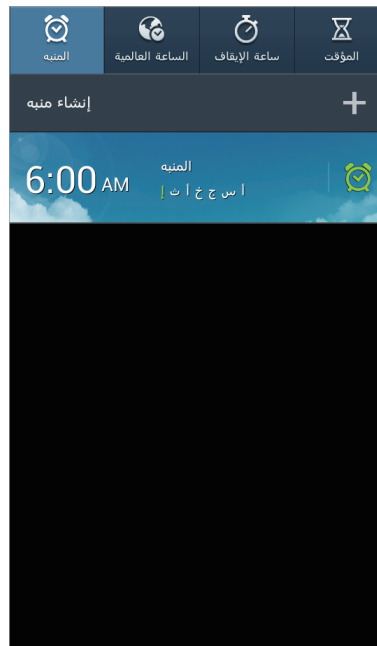 المنبه
الساعة العالمية
ساعة الإيقاف
المؤقت
إنشاء منبه
6:00 AM
المنبه
أ س ج خ أ ث إ